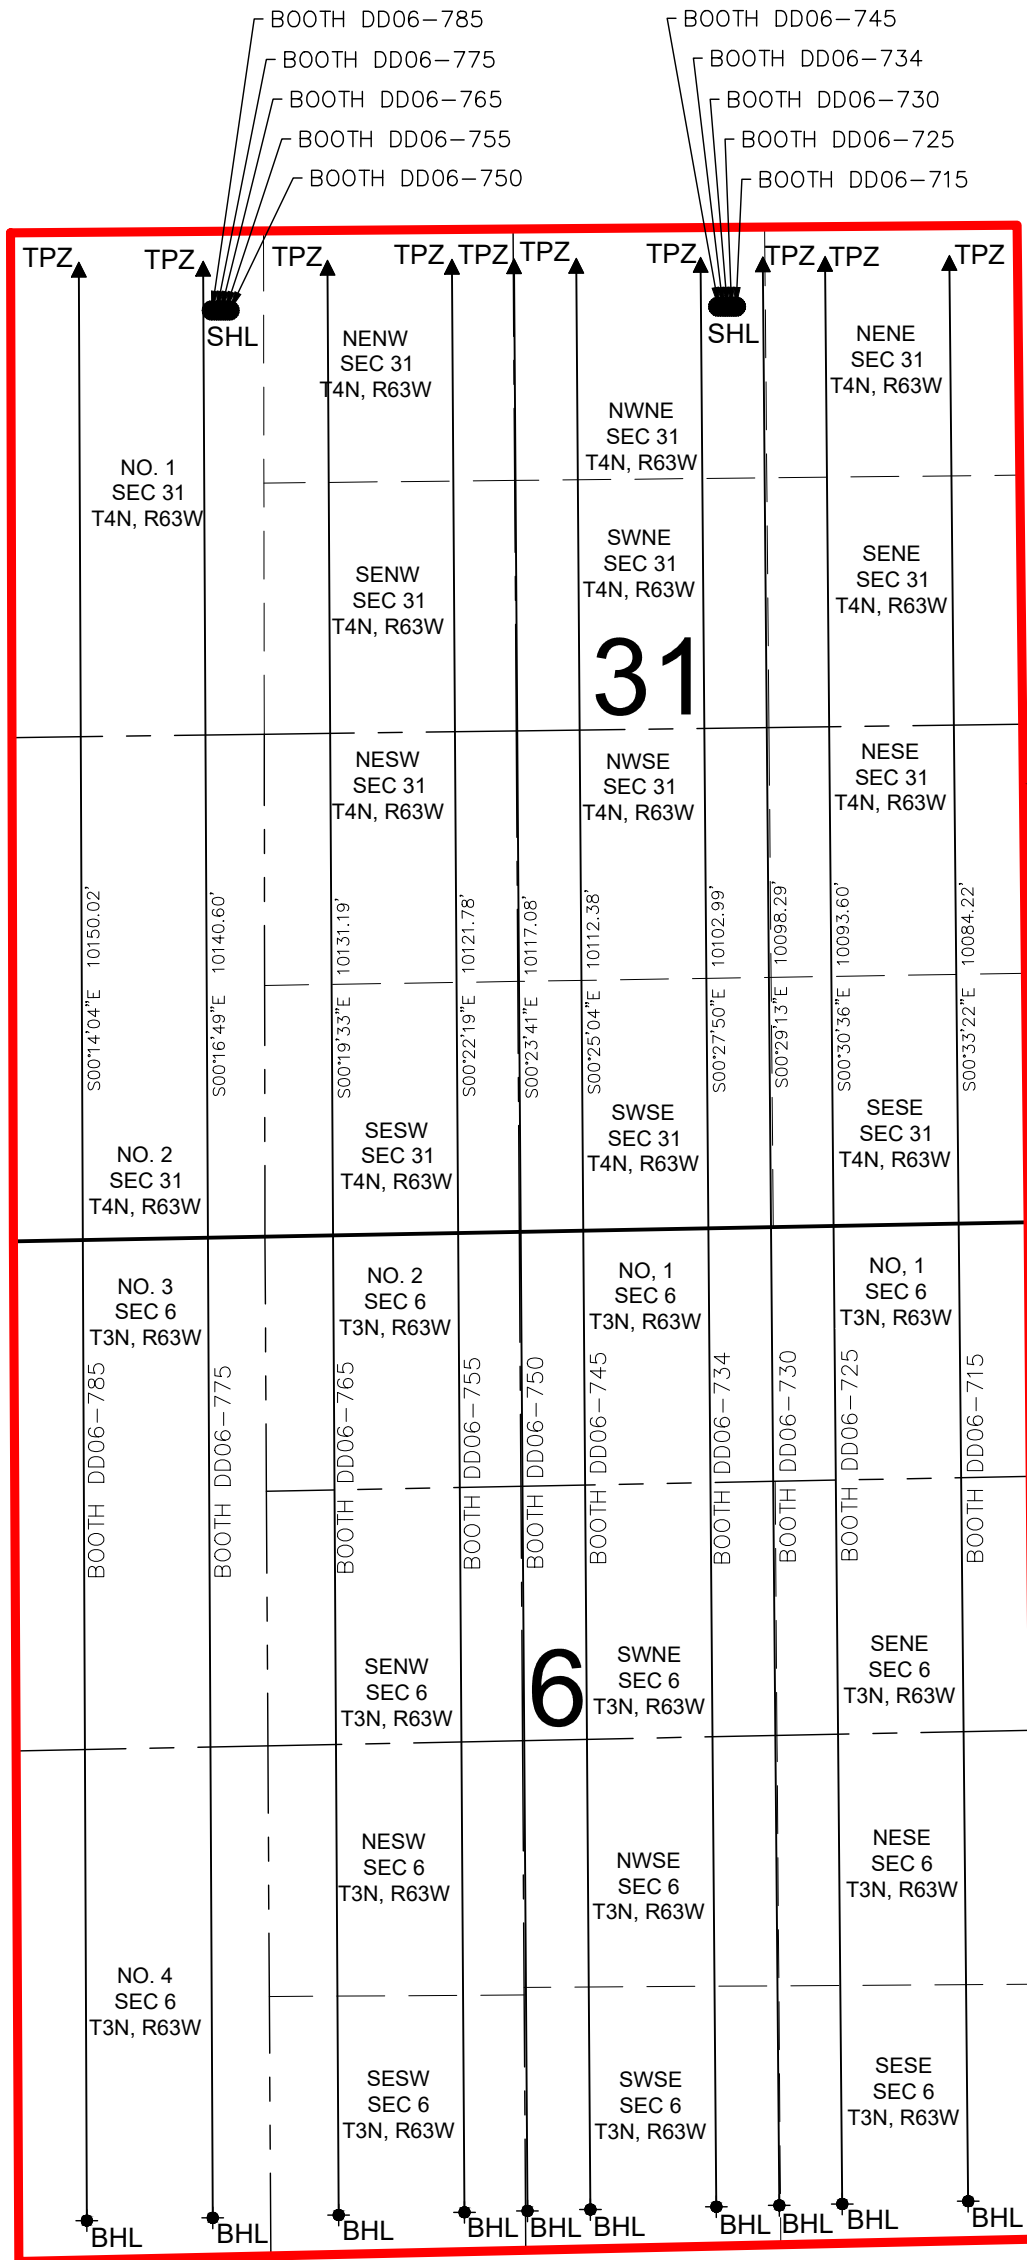 BOOTH DD06-785
BOOTH DD06-775
BOOTH DD06-765
BOOTH DD06-755
BOOTH DD06-750
BOOTH DD06-745
BOOTH DD06-734
BOOTH DD06-730
BOOTH DD06-725
BOOTH DD06-715
TPZ
TPZ
TPZ
TPZ
TPZ
TPZ
TPZ
TPZ
TPZ
TPZ
SHL
SHL
NENW
SEC 31
T4N, R63W
NENE
SEC 31
T4N, R63W
NWNE
SEC 31
T4N, R63W
NO. 1
SEC 31
T4N, R63W
SENW
SEC 31
T4N, R63W
SWNE
SEC 31
T4N, R63W
SENE
SEC 31
T4N, R63W
31
NESW
SEC 31
T4N, R63W
NWSE
SEC 31
T4N, R63W
NESE
SEC 31
T4N, R63W
S00°14'04"E 10150.02'
S00°16'49"E 10140.60'
S00°19'33"E 10131.19'
S00°22'19"E 10121.78'
S00°23'41"E 10117.08'
S00°25'04"E 10112.38'
S00°27'50"E 10102.99'
S00°29'13"E 10098.29'
S00°30'36"E 10093.60'
S00°33'22"E 10084.22'
NO. 2
SEC 31
T4N, R63W
SESW
SEC 31
T4N, R63W
SWSE
SEC 31
T4N, R63W
SESE
SEC 31
T4N, R63W
NO. 3
SEC 6
T3N, R63W
NO. 2
SEC 6
T3N, R63W
NO, 1
SEC 6
T3N, R63W
NO, 1
SEC 6
T3N, R63W
BOOTH DD06-785
BOOTH DD06-775
BOOTH DD06-765
BOOTH DD06-755
BOOTH DD06-750
BOOTH DD06-745
BOOTH DD06-734
BOOTH DD06-730
BOOTH DD06-725
BOOTH DD06-715
SENW
SEC 6
T3N, R63W
6
SWNE
SEC 6
T3N, R63W
SENE
SEC 6
T3N, R63W
NESW
SEC 6
T3N, R63W
NWSE
SEC 6
T3N, R63W
NESE
SEC 6
T3N, R63W
NO. 4
SEC 6
T3N, R63W
SESW
SEC 6
T3N, R63W
SWSE
SEC 6
T3N, R63W
SESE
SEC 6
T3N, R63W
BHL
BHL
BHL
BHL
BHL
BHL
BHL
BHL
BHL
BHL